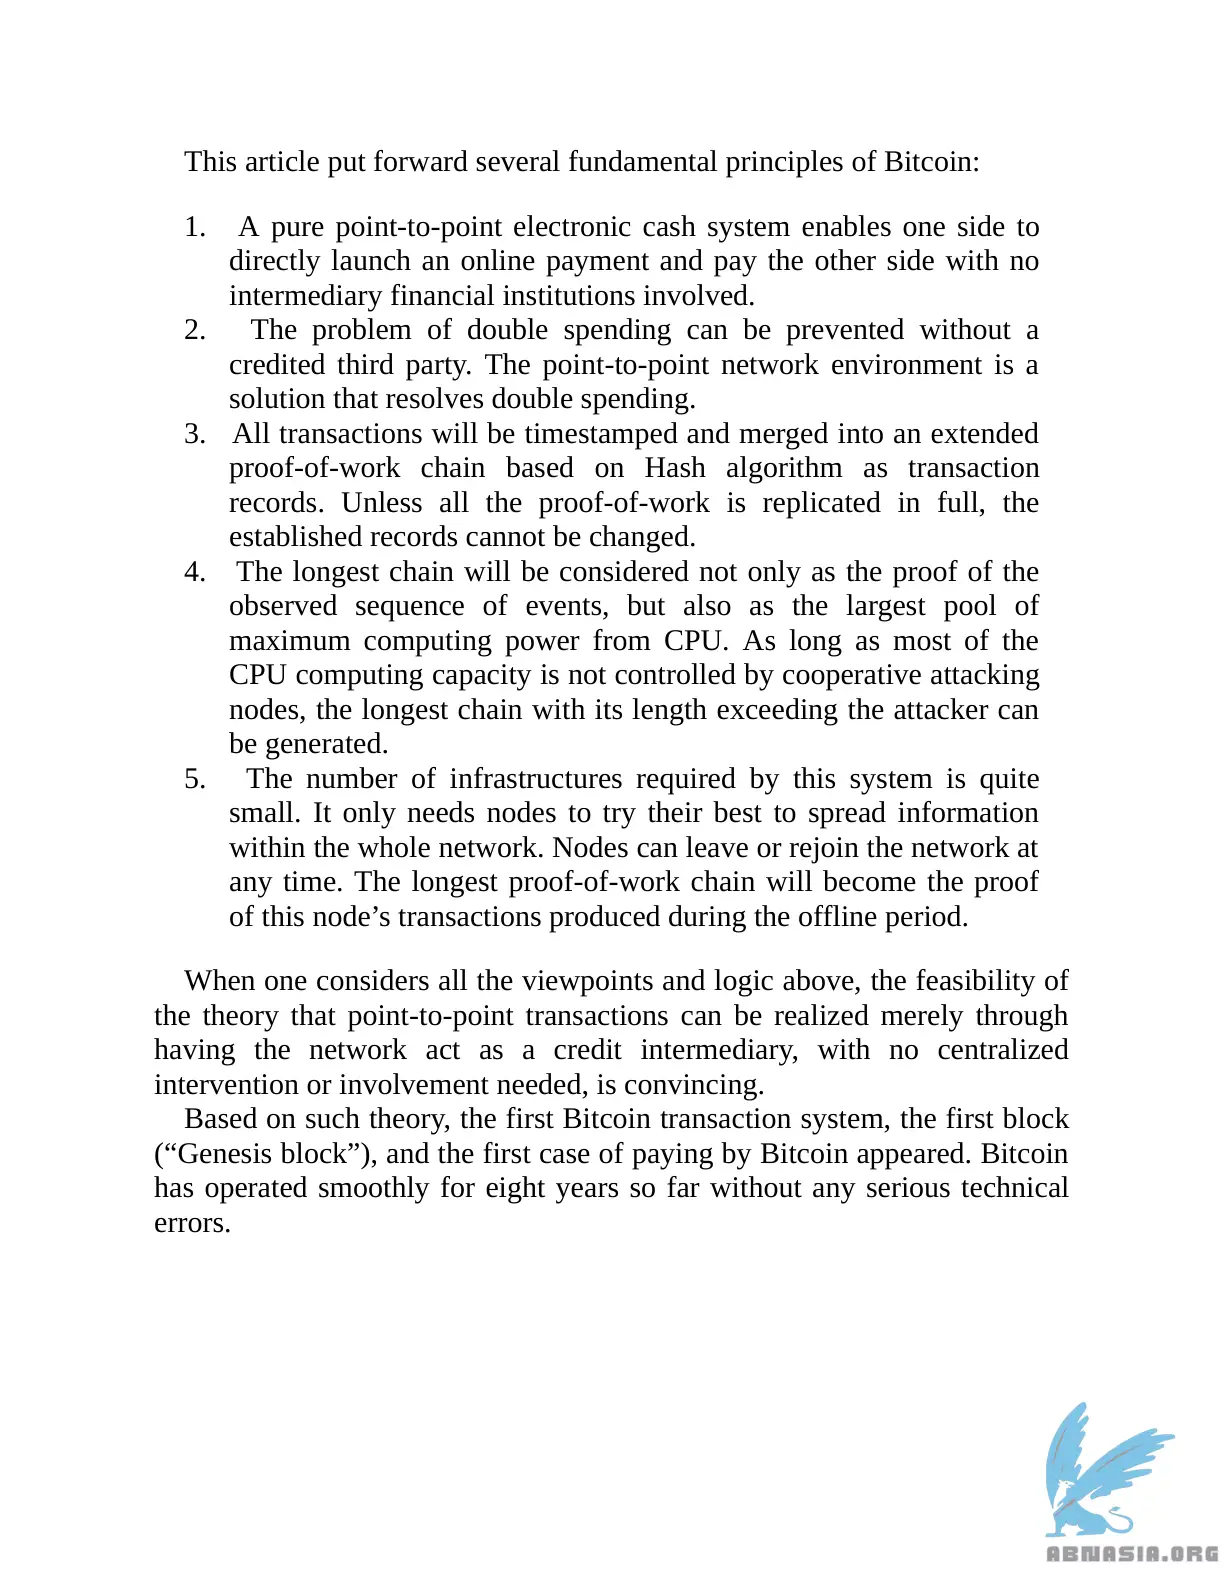 This article put forward several fundamental principles of Bitcoin:
1. A pure point-to-point electronic cash system enables one side to
directly launch an online payment and pay the other side with no
intermediary financial institutions involved.
2. The problem of double spending can be prevented without a
credited third party. The point-to-point network environment is a
solution that resolves double spending.
3. All transactions will be timestamped and merged into an extended
proof-of-work chain based on Hash algorithm as transaction
records. Unless all the proof-of-work is replicated in full, the
established records cannot be changed.
4. The longest chain will be considered not only as the proof of the
observed sequence of events, but also as the largest pool of
maximum computing power from CPU. As long as most of the
CPU computing capacity is not controlled by cooperative attacking
nodes, the longest chain with its length exceeding the attacker can
be generated.
5. The number of infrastructures required by this system is quite
small. It only needs nodes to try their best to spread information
within the whole network. Nodes can leave or rejoin the network at
any time. The longest proof-of-work chain will become the proof
of this node’s transactions produced during the offline period.
When one considers all the viewpoints and logic above, the feasibility of
the theory that point-to-point transactions can be realized merely through
having the network act as a credit intermediary, with no centralized
intervention or involvement needed, is convincing.
Based on such theory, the first Bitcoin transaction system, the first block
(“Genesis block”), and the first case of paying by Bitcoin appeared. Bitcoin
has operated smoothly for eight years so far without any serious technical
errors.
ABNASIA.ORG